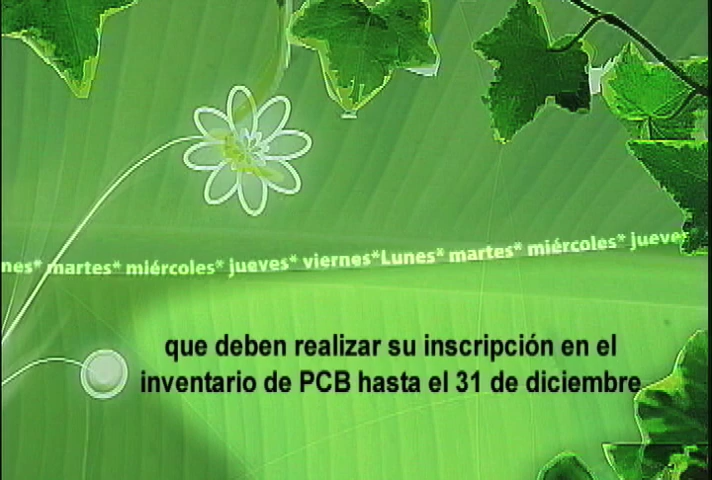 nes* martes* miércoles* jueves* viernes*Lunes* martes* miércoles* jueves
que deben realizar su inscripción en el
inventario de PCB hasta el 31 de diciembre